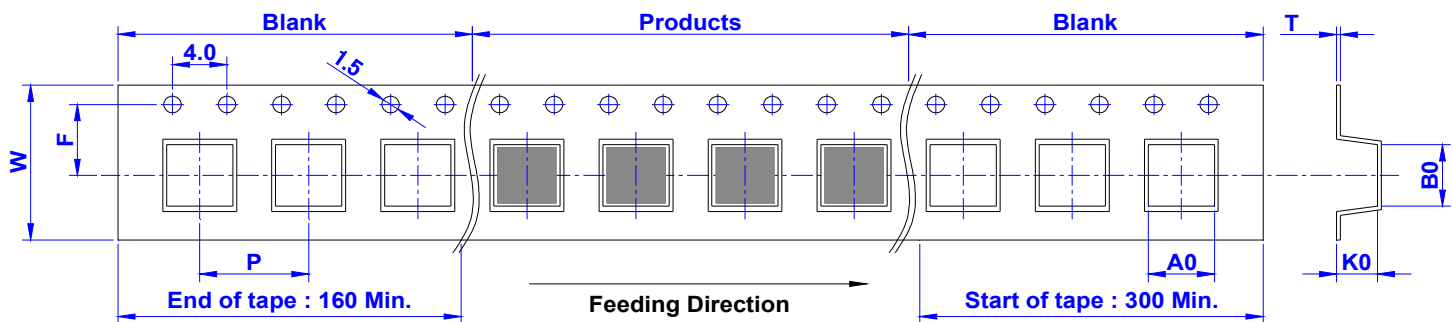 Blank
Products
Blank
T
4.0
1.5
F
W
B0
P
A0
K0
End of tape : 160 Min.
Feeding Direction
Start of tape : 300 Min.